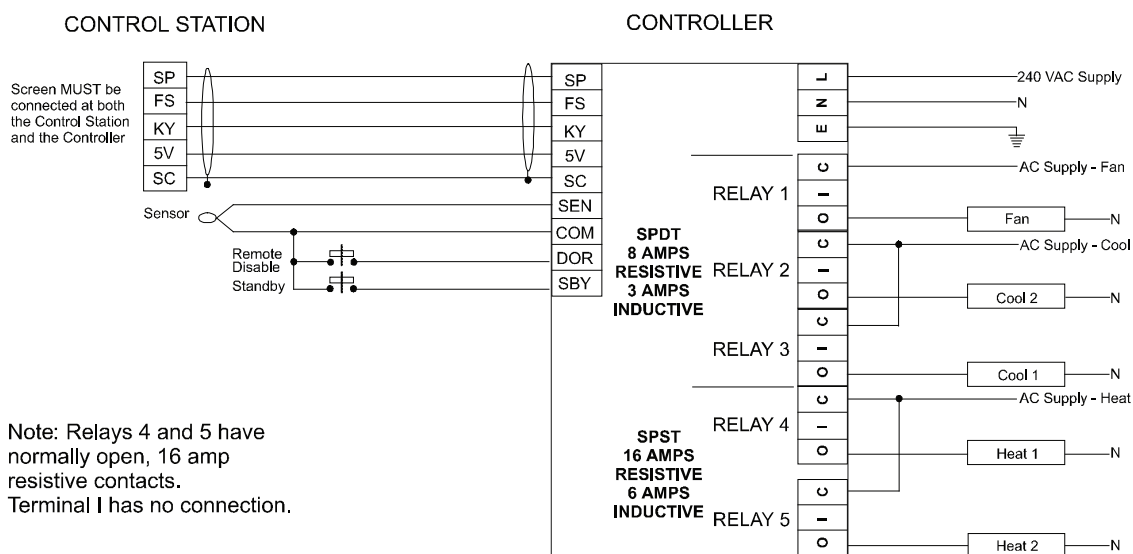 CONTROL STATION
CONTROLLER
Screen MUST be
connected at both
the Control Station
and the Controller
SP
FS
KY
5V
SC
Sensor
Remote
Disable
Standby
SP
FS
KY
5V
SC
SEN
COM
DOR
SBY
SPDT
8 AMPS
RESISTIVE
3 AMPS
INDUCTIVE
SPST
16 AMPS
RESISTIVE
6 AMPS
INDUCTIVE
RELAY 1
RELAY 2
RELAY 3
RELAY 4
RELAY 5
L
N
E
C
I
O
C
I
O
C
I
O
C
I
O
C
I
O
240 VAC Supply
N
AC Supply - Fan
Fan N
AC Supply - Cool
Cool 2 N
Cool 1 N
AC Supply - Heat
Heat 1 N
Heat 2 N
Note: Relays 4 and 5 have
normally open, 16 amp
resistive contacts.
Terminal I has no connection.